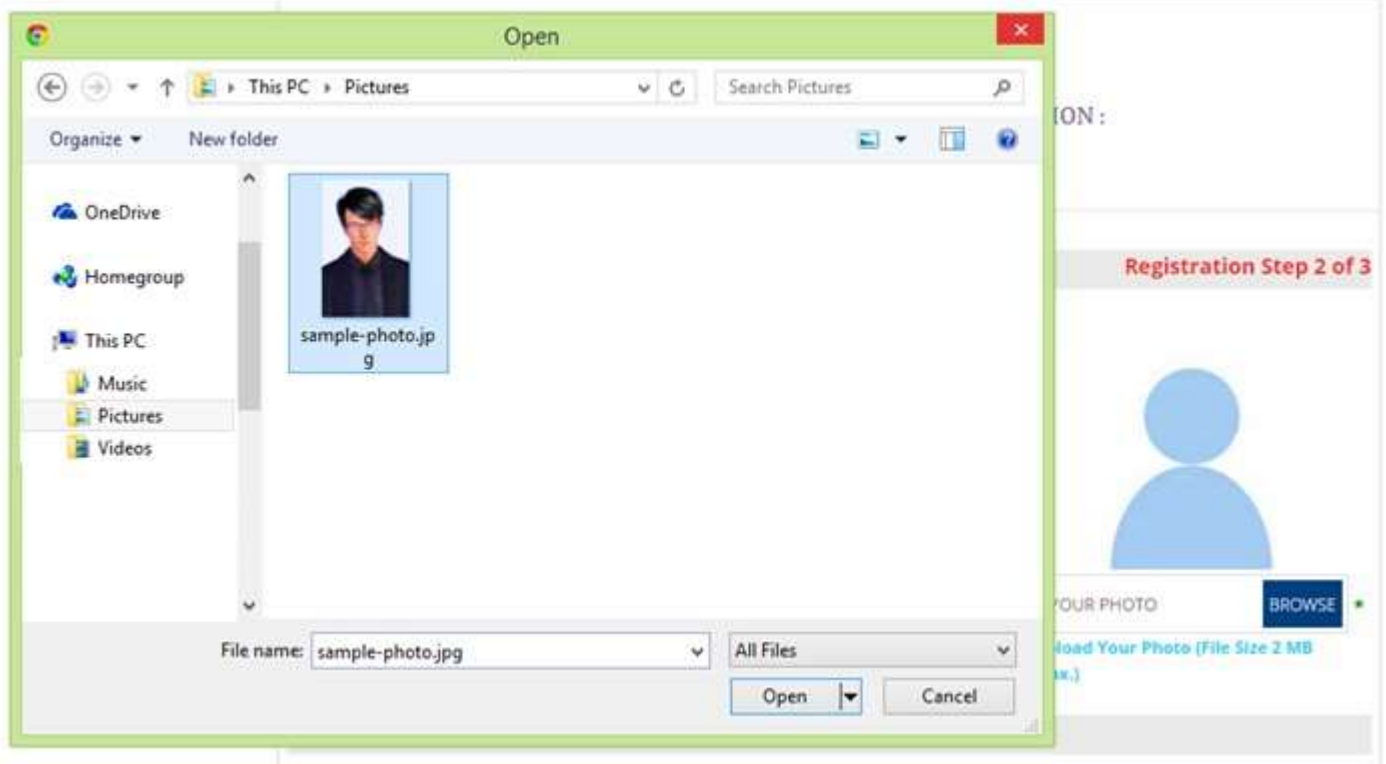 Open
This PC Pictures
Search Pictures
Organize
New folder
OneDrive
Homegroup
This PC
Music
Pictures
Videos
sample-photo.jp
g
File name: sample-photo.jpg
All Files
Open
Cancel
ION :
Registration Step 2 of 3
OUR PHOTO
BROWSE
load Your Photo (File Size 2 MB
ax.)